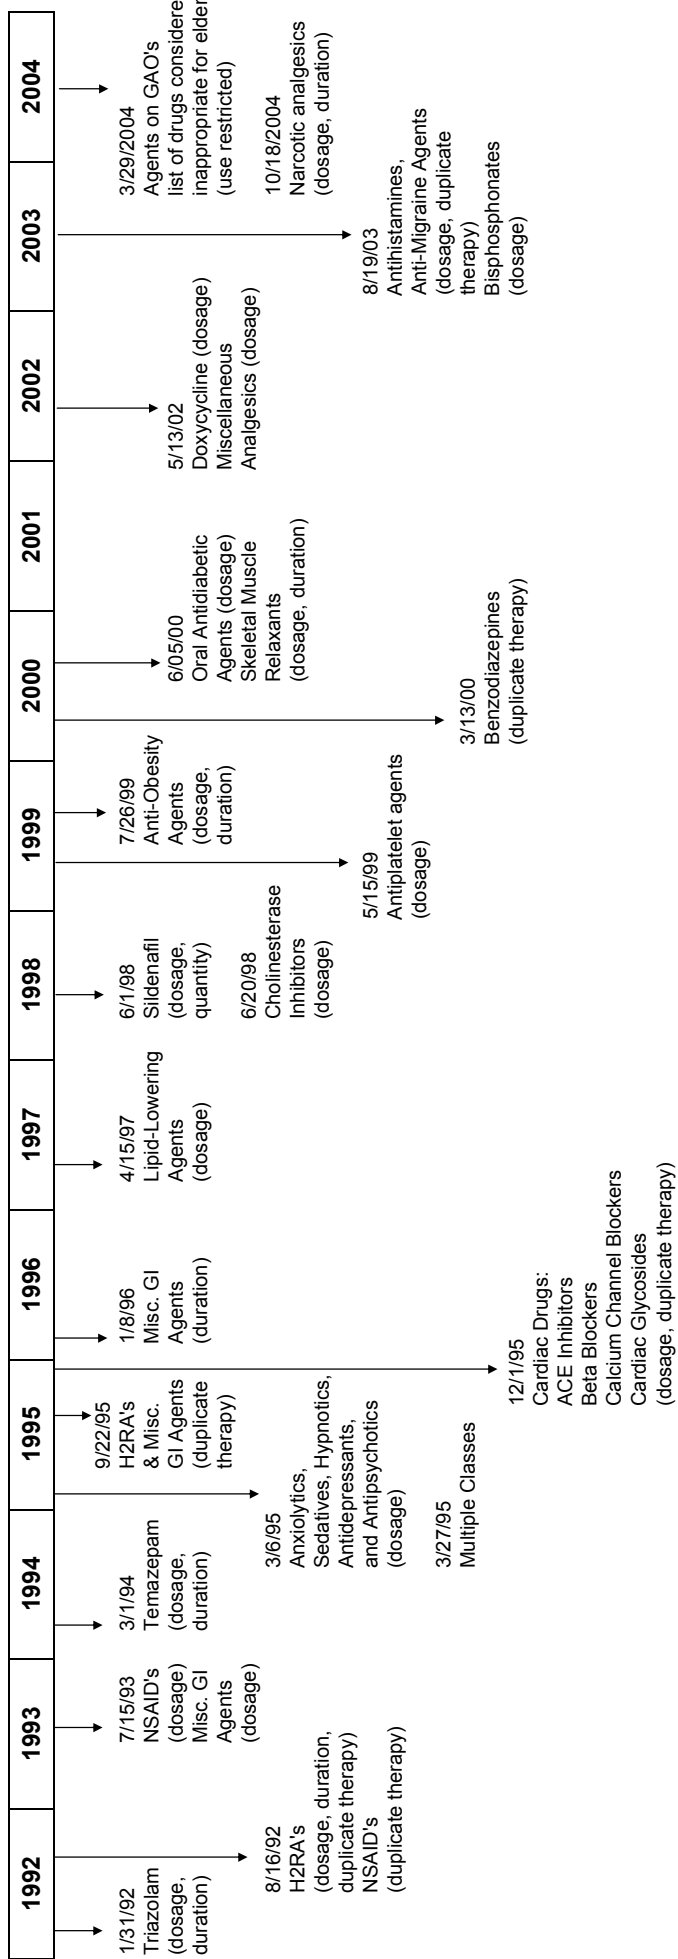 1992
1993
1994
1995
1996
1997
1998
1999
2000
2001
2002
2003
2004
1/31/92
Triazolam
(dosage,
duration)
8/16/92
H2RA's
(dosage, duration,
duplicate therapy)
NSAID's
(duplicate therapy)
7/15/93
NSAID's
(dosage)
Misc. GI
Agents
(dosage)
3/1/94
Temazepam
(dosage,
duration)
3/6/95
Anxiolytics,
Sedatives, Hypnotics,
Antidepressants,
and Antipsychotics
(dosage)
3/27/95
Multiple Classes
9/22/95
H2RA's
& Misc.
GI Agents
(duplicate
therapy)
12/1/95
Cardiac Drugs:
ACE Inhibitors
Beta Blockers
Calcium Channel Blockers
Cardiac Glycosides
(dosage, duplicate therapy)
1/8/96
Misc. GI
Agents
(duration)
4/15/97
Lipid-Lowering
Agents
(dosage)
6/1/98
Sildenafil
(dosage,
quantity)
6/20/98
Cholinesterase
Inhibitors
(dosage)
5/15/99
Antiplatelet agents
(dosage)
7/26/99
Anti-Obesity
Agents
(dosage,
duration)
3/13/00
Benzodiazepines
(duplicate therapy)
6/05/00
Oral Antidiabetic
Agents (dosage)
Skeletal Muscle
Relaxants
(dosage, duration)
5/13/02
Doxycycline (dosage)
Miscellaneous
Analgesics (dosage)
8/19/03
Antihistamines,
Anti-Migraine Agents
(dosage, duplicate
therapy)
Bisphosphonates
(dosage)
3/29/2004
Agents on GAO's
list of drugs considere
inappropriate for elder
(use restricted)
10/18/2004
Narcotic analgesics
(dosage, duration)